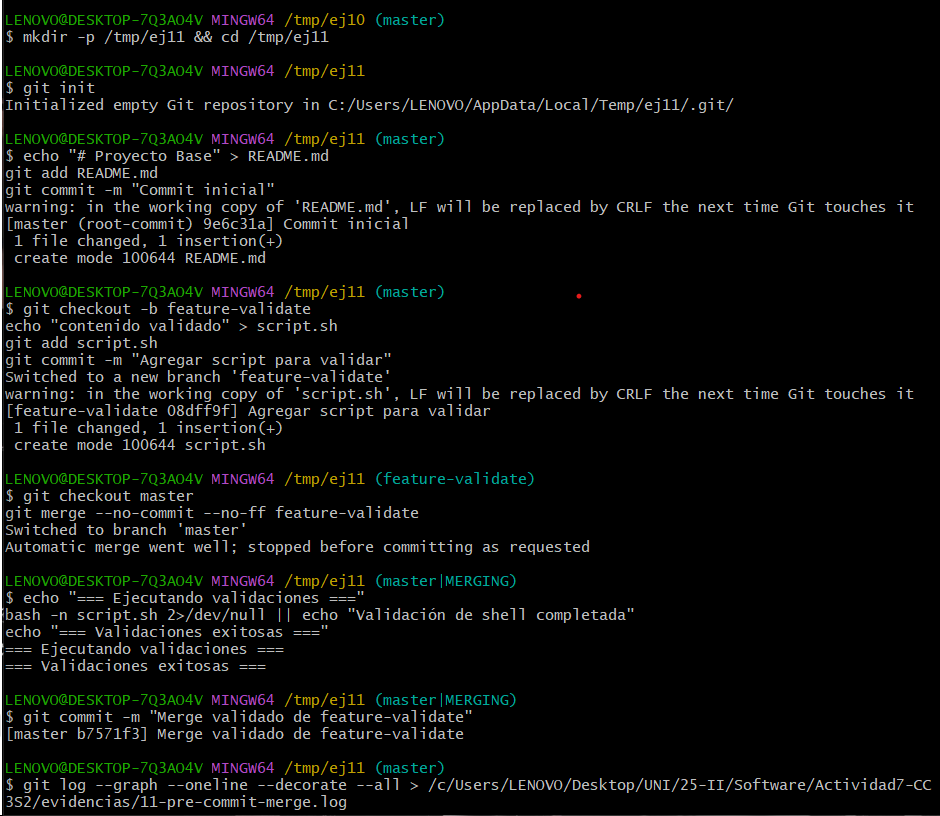 LENOVO@DESKTOP-7Q3AO4V MINGW64 /tmp/ej10 (master)
$ mkdir -p /tmp/ej11 && cd /tmp/ej11
LENOVO@DESKTOP-7Q3AO4V MINGW64 /tmp/ej11
$ git init
Initialized empty Git repository in C:/Users/LENOVO/AppData/Local/Temp/ej11/.git/
LENOVO@DESKTOP-7Q3AO4V MINGW64 /tmp/ej11 (master)
$ echo "# Proyecto Base" > README.md
git add README.md
git commit -m "Commit inicial"
warning: in the working copy of 'README.md', LF will be replaced by CRLF the next time Git touches it
[master (root-commit) 9e6c31a] Commit inicial
 1 file changed, 1 insertion(+)
 create mode 100644 README.md
LENOVO@DESKTOP-7Q3AO4V MINGW64 /tmp/ej11 (master)
$ git checkout -b feature-validate
echo "contenido validado" > script.sh
git add script.sh
git commit -m "Agregar script para validar"
Switched to a new branch 'feature-validate'
warning: in the working copy of 'script.sh', LF will be replaced by CRLF the next time Git touches it
[feature-validate 08dff9f] Agregar script para validar
 1 file changed, 1 insertion(+)
 create mode 100644 script.sh
LENOVO@DESKTOP-7Q3AO4V MINGW64 /tmp/ej11 (feature-validate)
$ git checkout master
git merge --no-commit --no-ff feature-validate
Switched to branch 'master'
Automatic merge went well; stopped before committing as requested
LENOVO@DESKTOP-7Q3AO4V MINGW64 /tmp/ej11 (master|MERGING)
$ echo "=== Ejecutando validaciones ==="
bash -n script.sh 2>/dev/null || echo "Validación de shell completada"
echo "=== Validaciones exitosas ==="
=== Ejecutando validaciones ===
=== Validaciones exitosas ===
LENOVO@DESKTOP-7Q3AO4V MINGW64 /tmp/ej11 (master|MERGING)
$ git commit -m "Merge validado de feature-validate"
[master b7571f3] Merge validado de feature-validate
LENOVO@DESKTOP-7Q3AO4V MINGW64 /tmp/ej11 (master)
$ git log --graph --oneline --decorate --all > /c/Users/LENOVO/Desktop/UNI/25-II/Software/Actividad7-CC
3S2/evidencias/11-pre-commit-merge.log